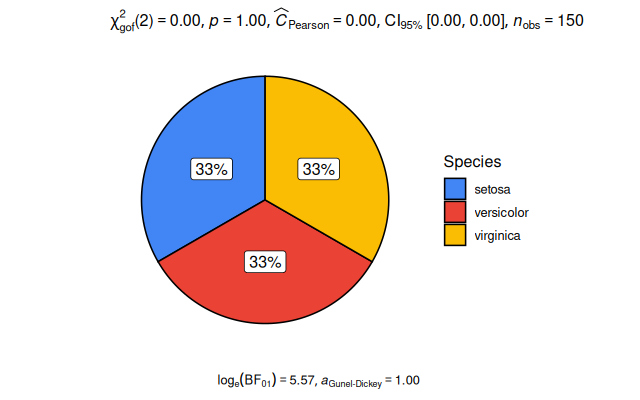 χ²gof(2) = 0.00, p = 1.00, ĈPearson = 0.00, CI95% [0.00, 0.00], nobs = 150
33%
33%
33%
Species
setosa
versicolor
virginica
loge(BF01) = 5.57, aGunel-Dickey = 1.00